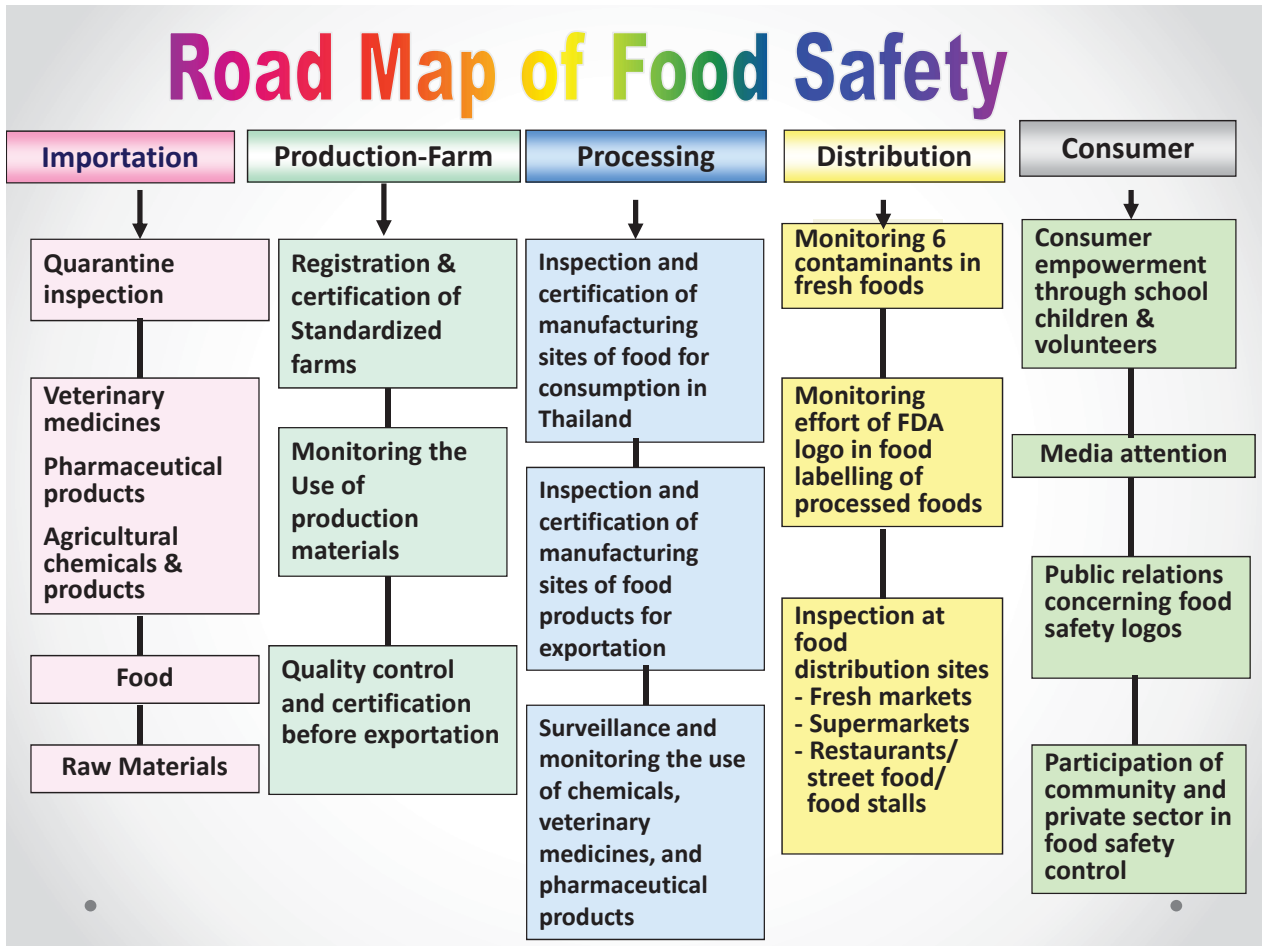 Road Map of Food Safety
Importation
Quarantine
inspection
Veterinary
medicines
Pharmaceutical
products
Agricultural
chemicals &
products
Food
Raw Materials
Production-Farm
Registration &
certification of
Standardized
farms
Monitoring the
Use of
production
materials
Quality control
and certification
before exportation
Processing
Inspection and
certification of
manufacturing
sites of food for
consumption in
Thailand
Inspection and
certification of
manufacturing
sites of food
products for
exportation
Surveillance and
monitoring the use
of chemicals,
veterinary
medicines, and
pharmaceutical
products
Distribution
Monitoring 6
contaminants in
fresh foods
Monitoring
effort of FDA
logo in food
labelling of
processed foods
Inspection at
food
distribution sites
- Fresh markets
- Supermarkets
- Restaurants/
street food/
food stalls
Consumer
Consumer
empowerment
through school
children &
volunteers
Media attention
Public relations
concerning food
safety logos
Participation of
community and
private sector in
food safety
control